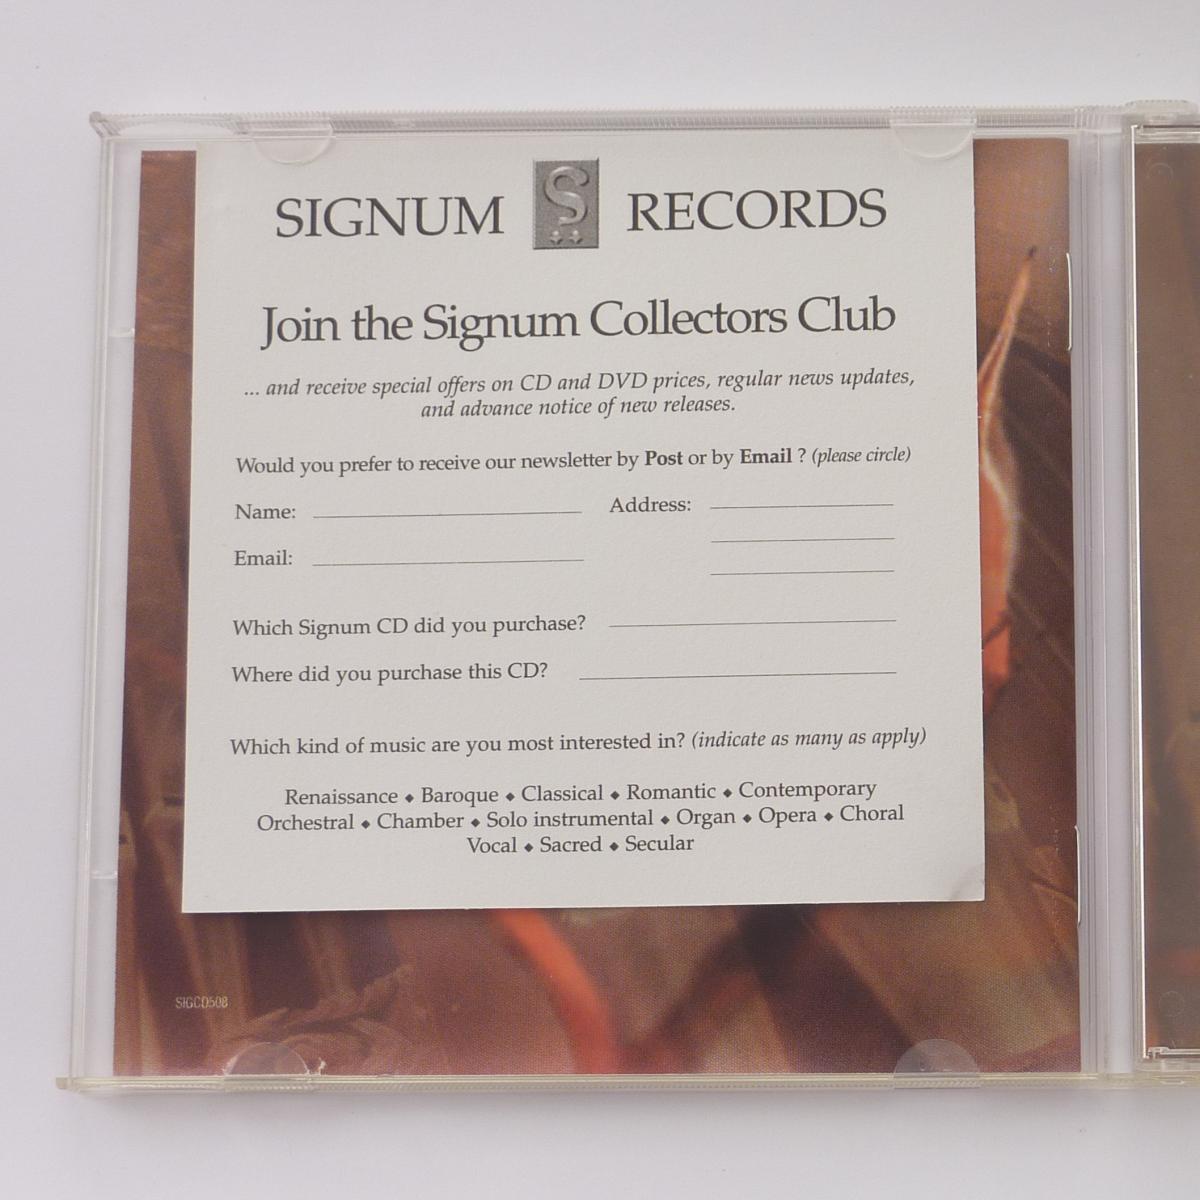 SIGNUM S RECORDS
Join the Signum Collectors Club
... and receive special offers on CD and DVD prices, regular news updates,
and advance notice of new releases.
Would you prefer to receive our newsletter by Post or by Email ? (please circle)
Name: Address:
Email:
Which Signum CD did you purchase?
Where did you purchase this CD?
Which kind of music are you most interested in? (indicate as many as apply)
Renaissance ⬥ Baroque ⬥ Classical ⬥ Romantic ⬥ Contemporary
Orchestral ⬥ Chamber ⬥ Solo instrumental ⬥ Organ ⬥ Opera ⬥ Choral
Vocal ⬥ Sacred ⬥ Secular
SIGCD508